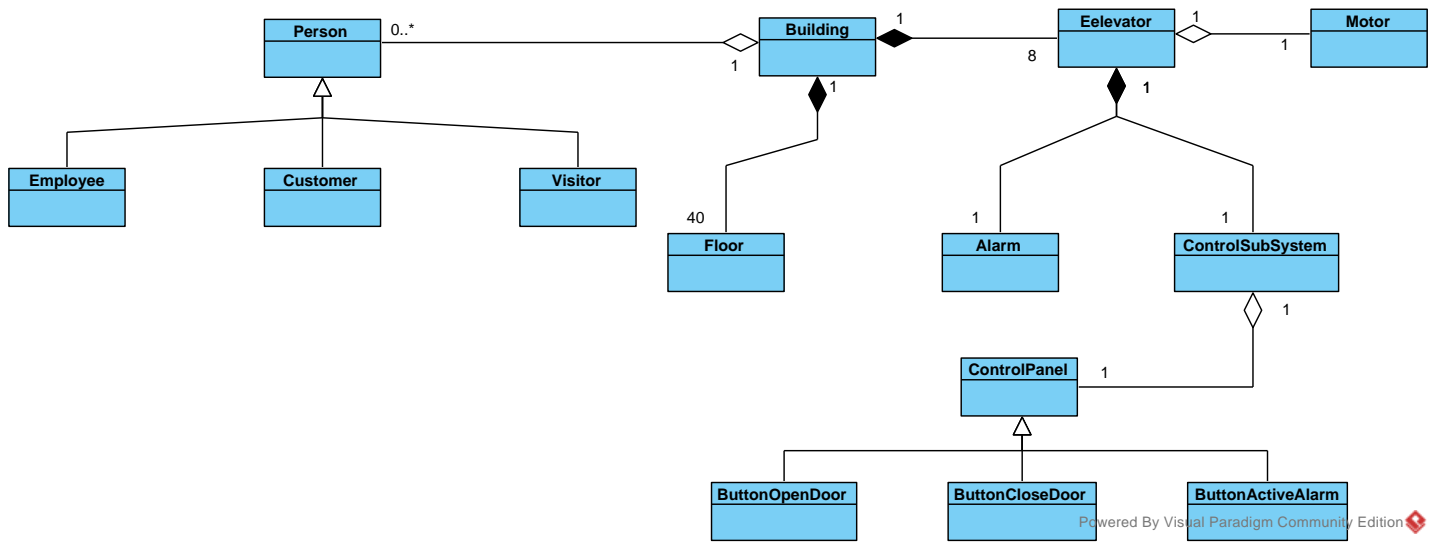 Person
0..*
1
Building
1
1
8
Eelevator
1
1
Motor
1
Employee
Customer
Visitor
40
Floor
1
Alarm
1
ControlSubSystem
1
ControlPanel
1
ButtonOpenDoor
ButtonCloseDoor
ButtonActiveAlarm
Powered By Visual Paradigm Community Edition